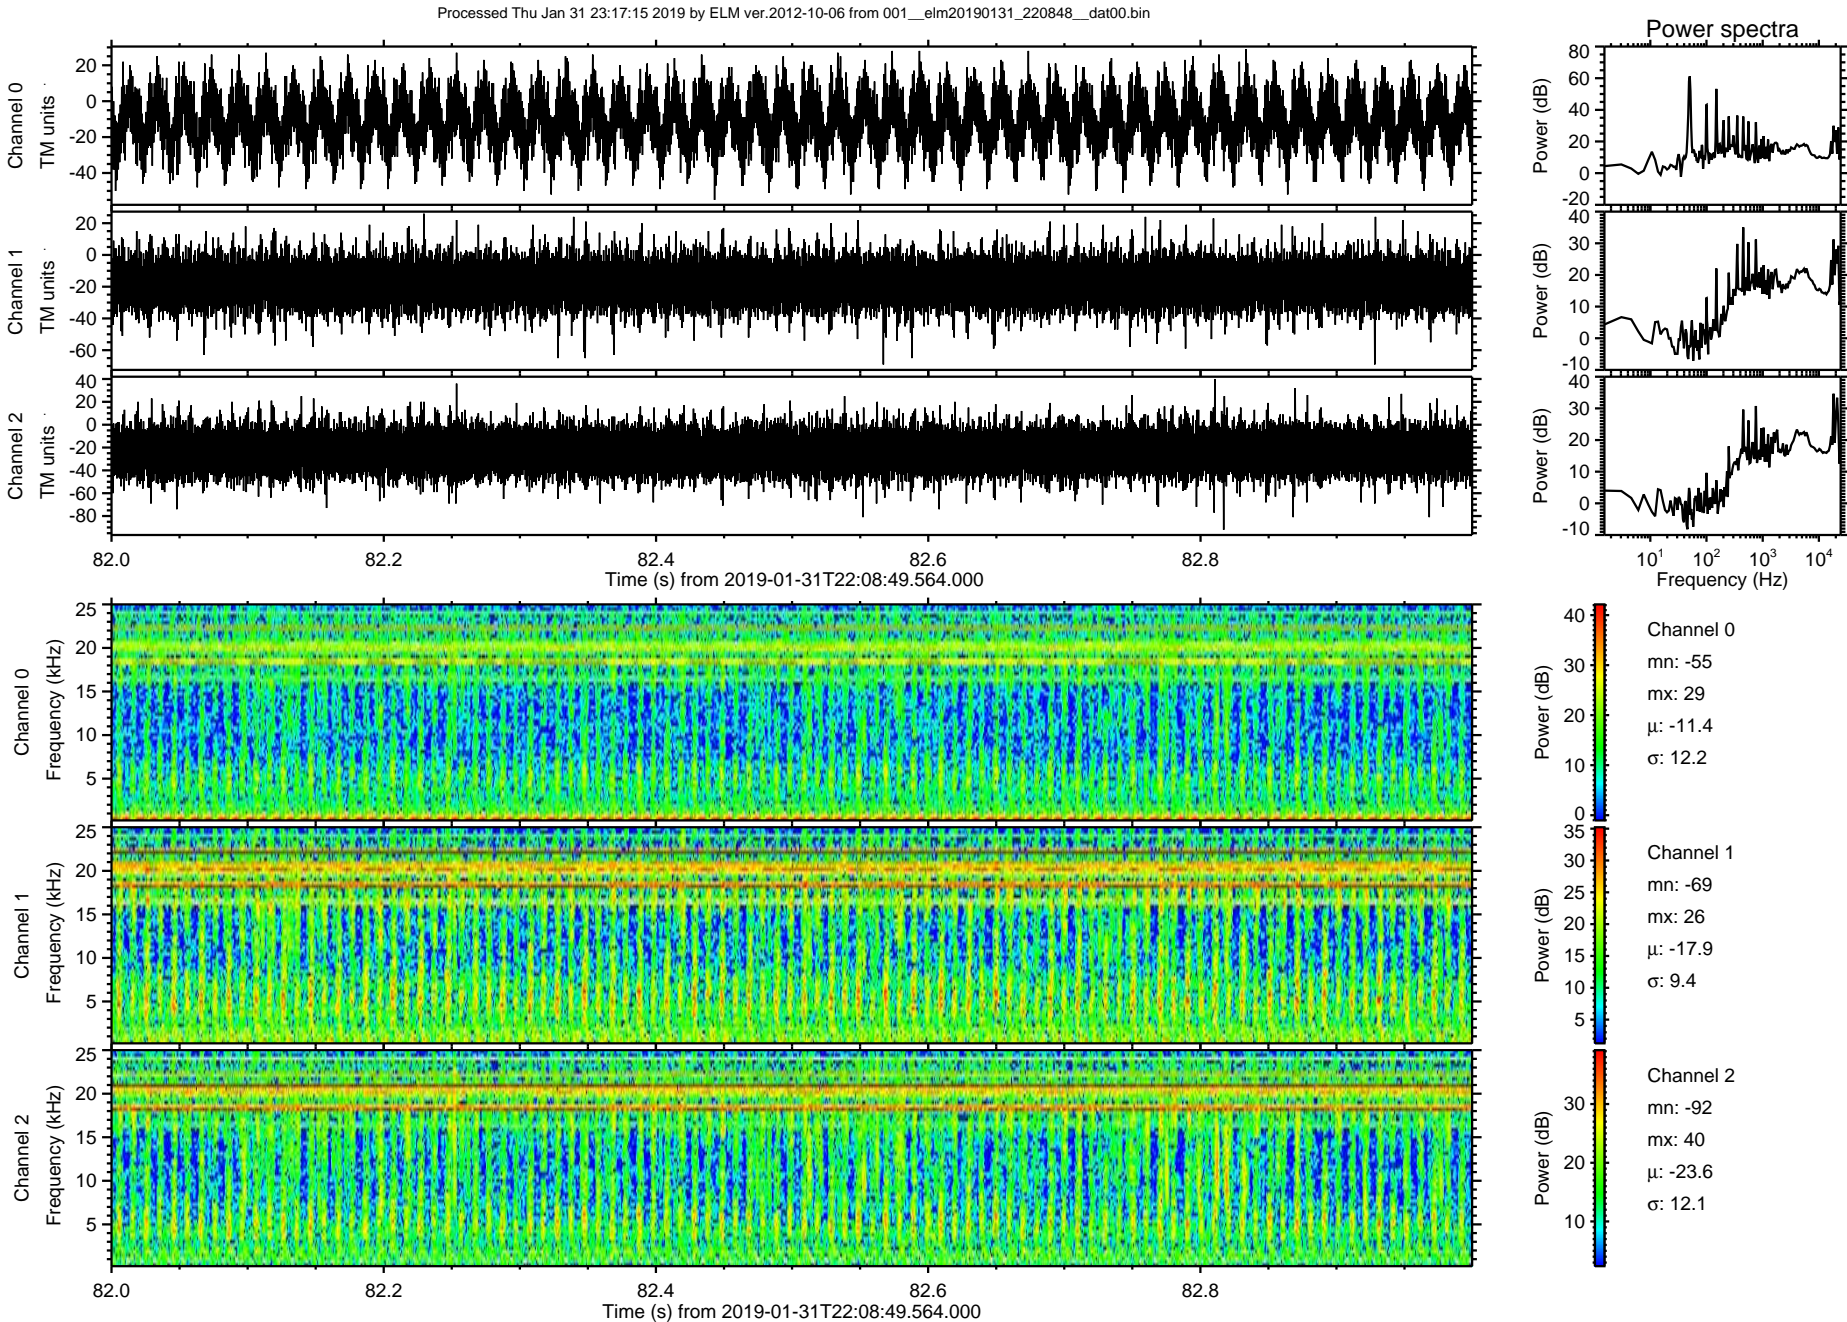 Processed Thu Jan 31 23:17:15 2019 by ELM ver.2012-10-06 from 001__elm20190131_220848__dat00.bin
Power spectra
Channel 0
TM units
20
0
-20
-40
Power (dB)
80
60
40
20
0
-20
Channel 1
TM units
20
0
-20
-40
-60
Power (dB)
40
30
20
10
0
-10
Channel 2
TM units
40
20
0
-20
-40
-60
-80
Power (dB)
40
30
20
10
0
-10
82.0 82.2 82.4 82.6 82.8
Time (s) from 2019-01-31T22:08:49.564.000
10¹ 10² 10³ 10⁴
Frequency (Hz)
Channel 0
Frequency (kHz)
25
20
15
10
5
Power (dB)
40
30
20
10
0
Channel 0
mn: -55
mx: 29
μ: -11.4
σ: 12.2
Channel 1
Frequency (kHz)
25
20
15
10
5
Power (dB)
35
30
25
20
15
10
5
Channel 1
mn: -69
mx: 26
μ: -17.9
σ: 9.4
Channel 2
Frequency (kHz)
25
20
15
10
5
Power (dB)
30
20
10
Channel 2
mn: -92
mx: 40
μ: -23.6
σ: 12.1
82.0 82.2 82.4 82.6 82.8
Time (s) from 2019-01-31T22:08:49.564.000